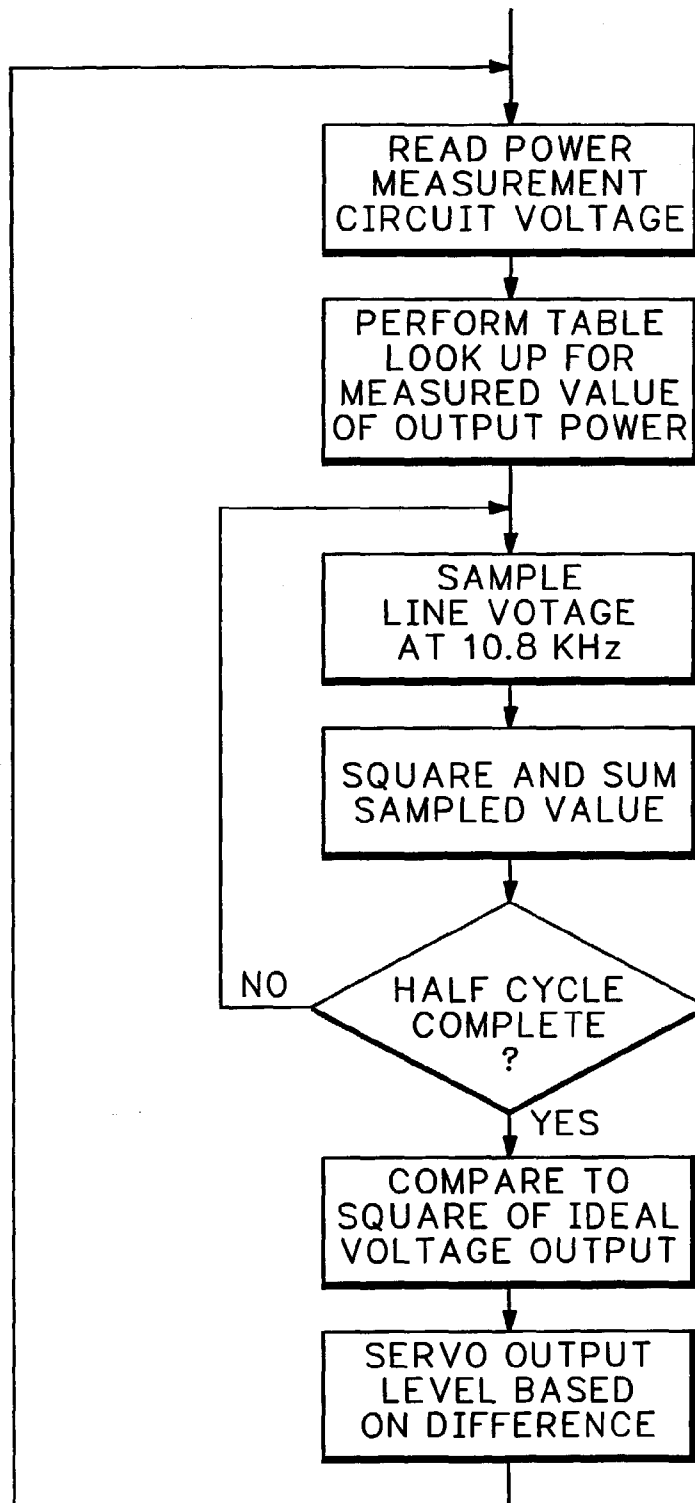 READ POWER
MEASUREMENT
CIRCUIT VOLTAGE
PERFORM TABLE
LOOK UP FOR
MEASURED VALUE
OF OUTPUT POWER
SAMPLE
LINE VOTAGE
AT 10.8 KHz
SQUARE AND SUM
SAMPLED VALUE
NO
HALF CYCLE
COMPLETE
?
YES
COMPARE TO
SQUARE OF IDEAL
VOLTAGE OUTPUT
SERVO OUTPUT
LEVEL BASED
ON DIFFERENCE